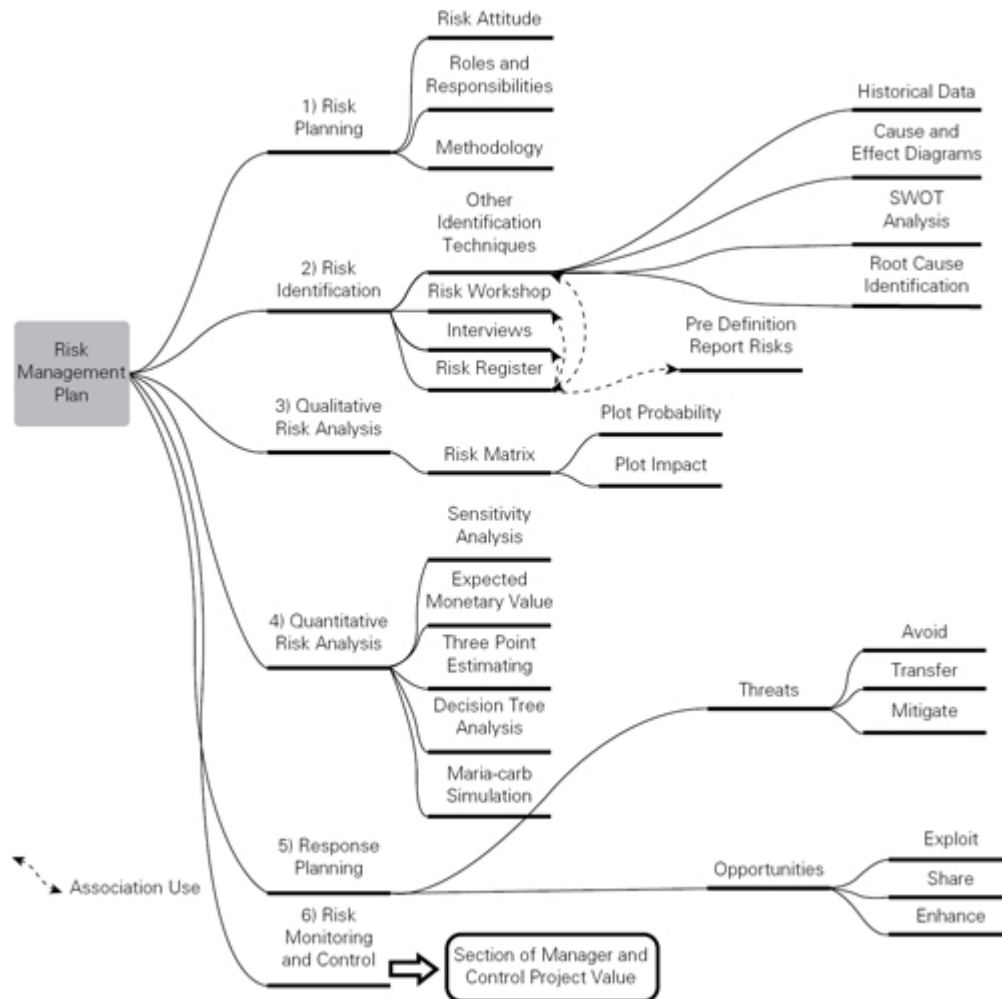 Risk
Management
Plan
1) Risk
Planning
Risk Attitude
Roles and
Responsibilities
Methodology
2) Risk
Identification
Other
Identification
Techniques
Historical Data
Cause and
Effect Diagrams
SWOT
Analysis
Root Cause
Identification
Risk Workshop
Interviews
Risk Register
Pre Definition
Report Risks
3) Qualitative
Risk Analysis
Risk Matrix
Plot Probability
Plot Impact
4) Quantitative
Risk Analysis
Sensitivity
Analysis
Expected
Monetary Value
Three Point
Estimating
Decision Tree
Analysis
Maria-carb
Simulation
5) Response
Planning
Threats
Avoid
Transfer
Mitigate
Opportunities
Exploit
Share
Enhance
6) Risk
Monitoring
and Control
Section of Manager and
Control Project Value
Association Use